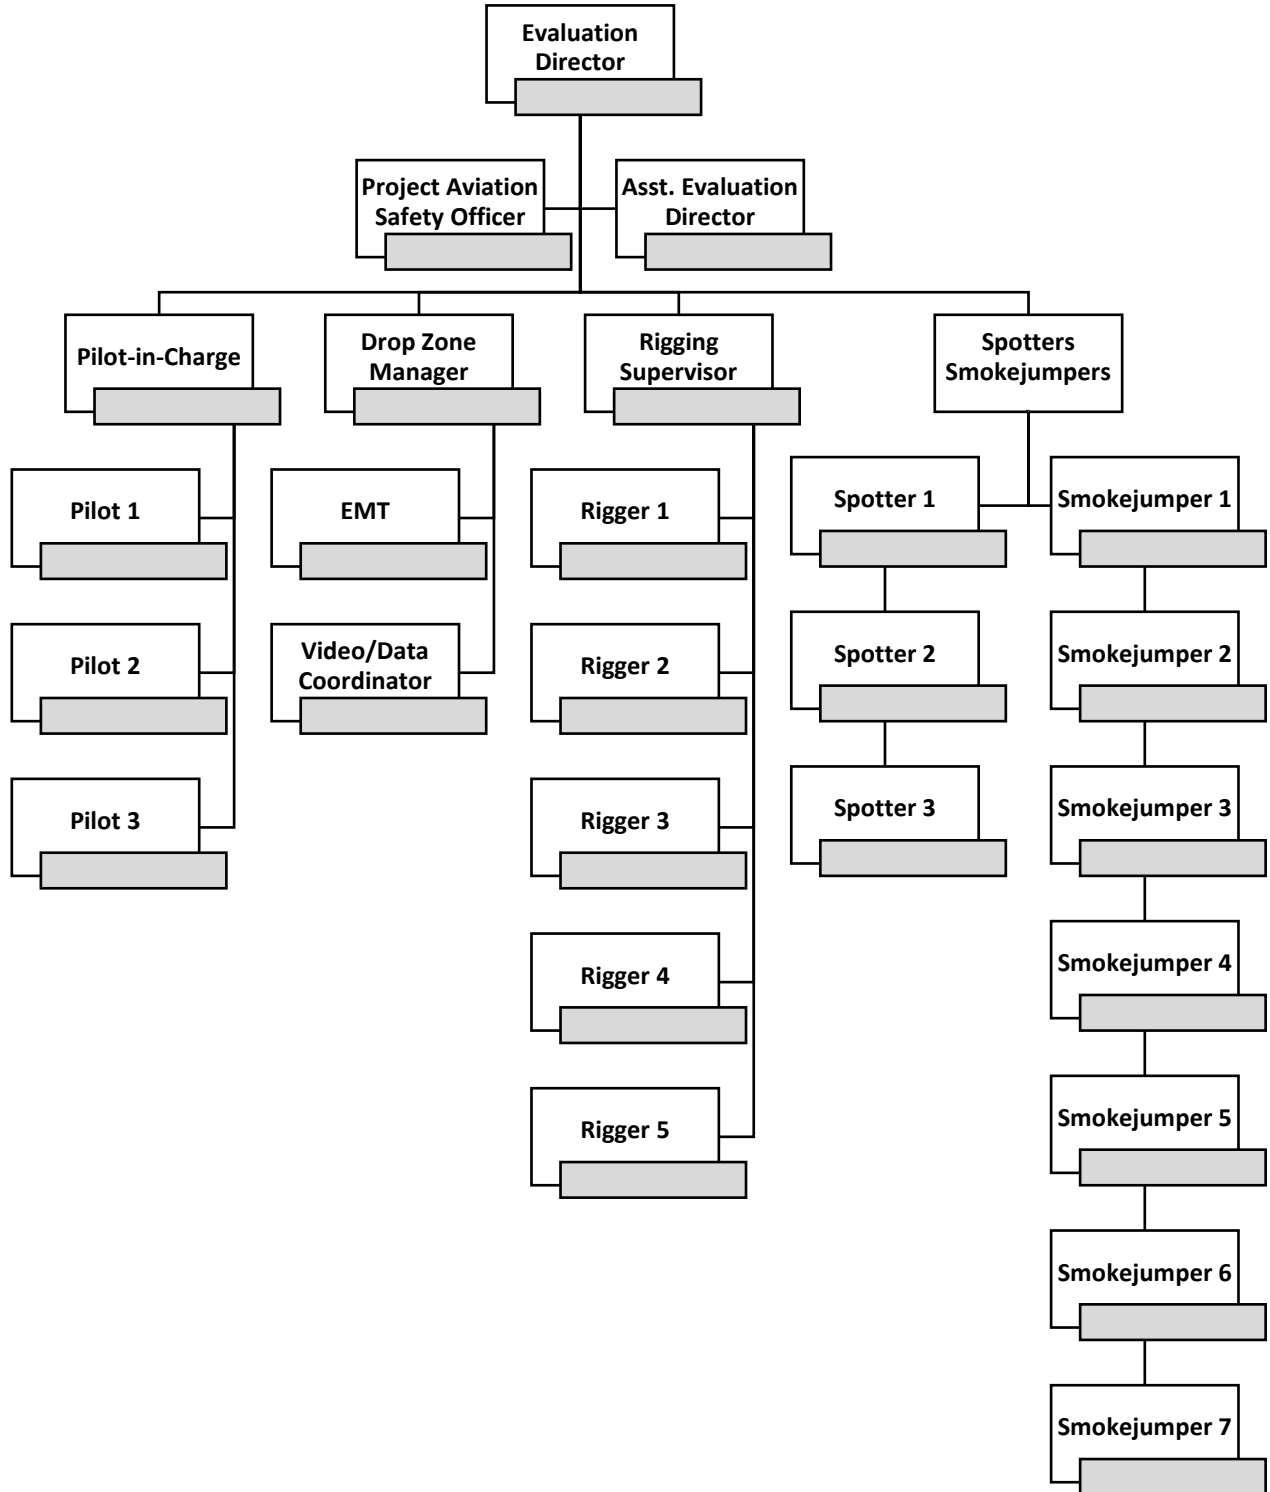 Evaluation
Director
Project Aviation
Safety Officer
Asst. Evaluation
Director
Pilot-in-Charge
Drop Zone
Manager
Rigging
Supervisor
Spotters
Smokejumpers
Pilot 1
EMT
Rigger 1
Spotter 1
Smokejumper 1
Pilot 2
Video/Data
Coordinator
Rigger 2
Spotter 2
Smokejumper 2
Pilot 3
Rigger 3
Spotter 3
Smokejumper 3
Rigger 4
Smokejumper 4
Rigger 5
Smokejumper 5
Smokejumper 6
Smokejumper 7